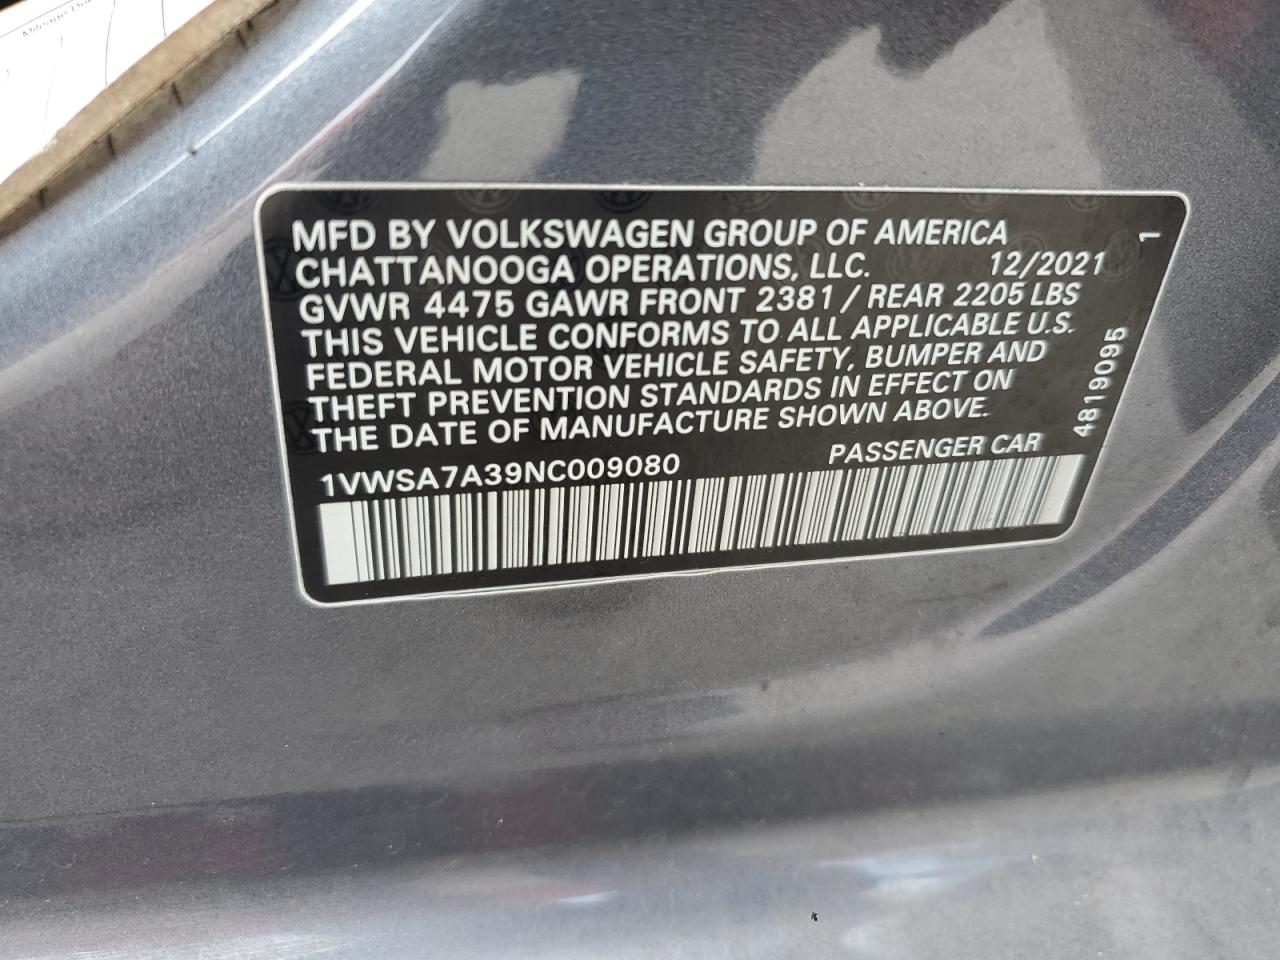 MFD BY VOLKSWAGEN GROUP OF AMERICA
CHATTANOOGA OPERATIONS, LLC. 12/2021
GVWR 4475 GAWR FRONT 2381 / REAR 2205 LBS
THIS VEHICLE CONFORMS TO ALL APPLICABLE U.S.
FEDERAL MOTOR VEHICLE SAFETY, BUMPER AND
THEFT PREVENTION STANDARDS IN EFFECT ON
THE DATE OF MANUFACTURE SHOWN ABOVE.
1VWSA7A39NC009080 PASSENGER CAR
4819095 1